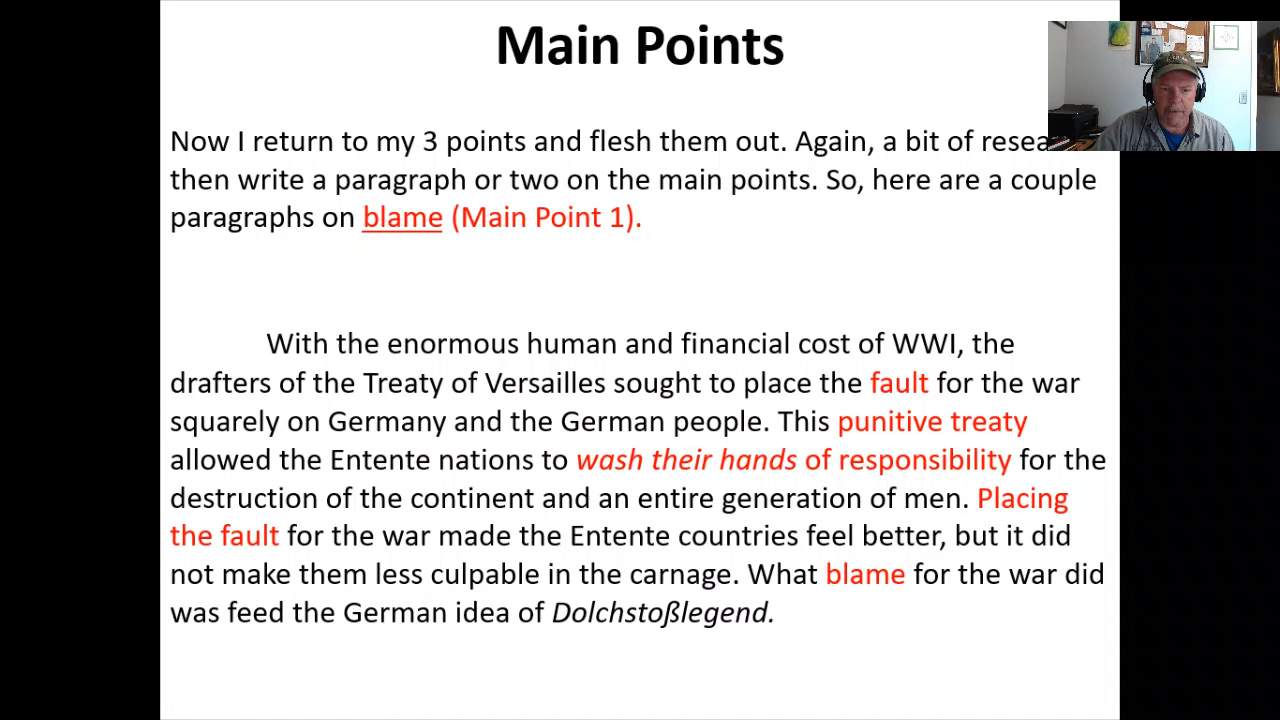 Main Points
Now I return to my 3 points and flesh them out. Again, a bit of
then write a paragraph or two on the main points. So, here are a couple
paragraphs on blame (Main Point 1).
With the enormous human and financial cost of WWI, the
drafters of the Treaty of Versailles sought to place the fault for the war
squarely on Germany and the German people. This punitive treaty
allowed the Entente nations to wash their hands of responsibility for the
destruction of the continent and an entire generation of men. Placing
the fault for the war made the Entente countries feel better, but it did
not make them less culpable in the carnage. What blame for the war did
was feed the German idea of Dolchstoßlegend.